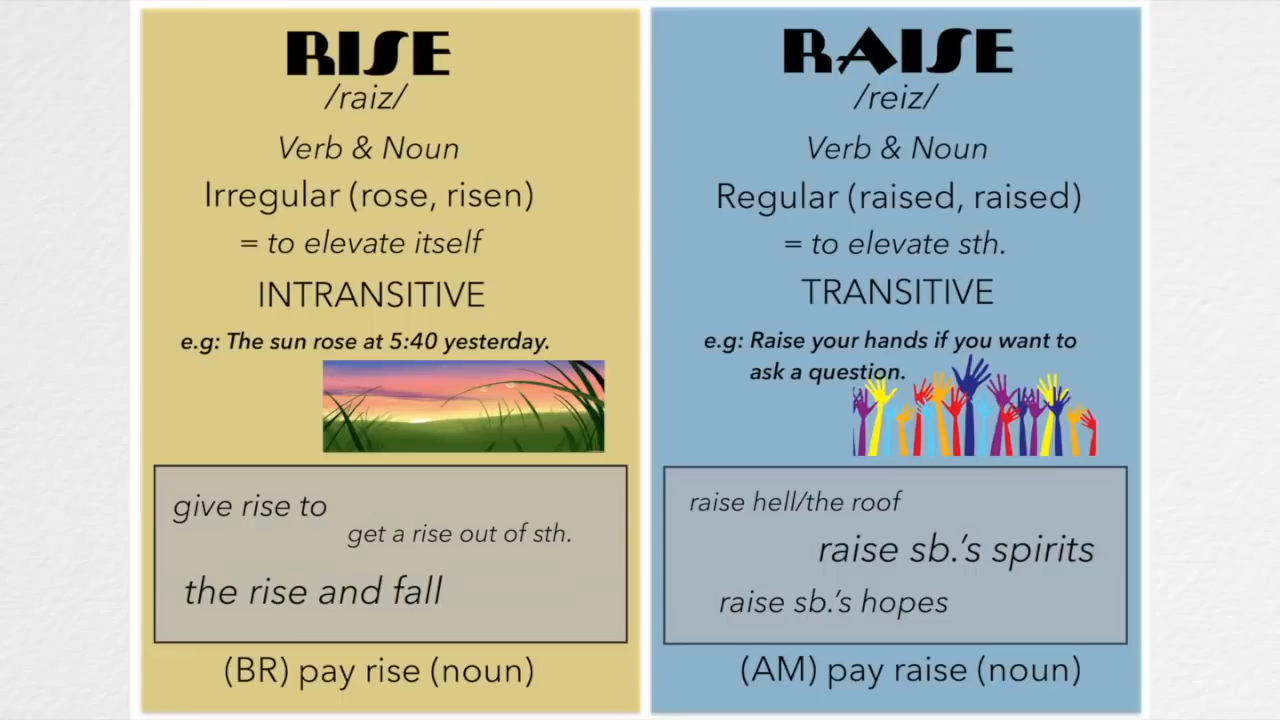 RISE
/raiz/
Verb & Noun
Irregular (rose, risen)
= to elevate itself
INTRANSITIVE
e.g: The sun rose at 5:40 yesterday.
give rise to
get a rise out of sth.
the rise and fall
(BR) pay rise (noun)
RAISE
/reiz/
Verb & Noun
Regular (raised, raised)
= to elevate sth.
TRANSITIVE
e.g: Raise your hands if you want to
ask a question.
raise hell/the roof
raise sb.'s spirits
raise sb.'s hopes
(AM) pay raise (noun)